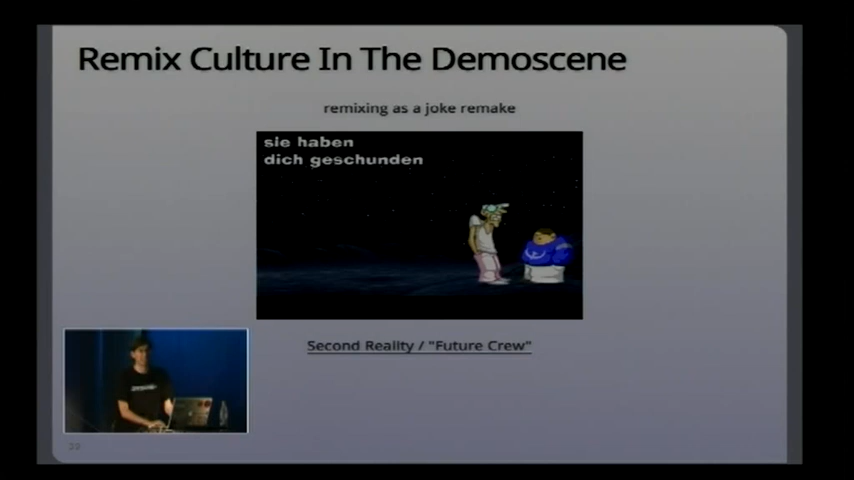 Remix Culture In The Demoscene
remixing as a joke remake
sie haben
dich geschunden
Second Reality / "Future Crew"